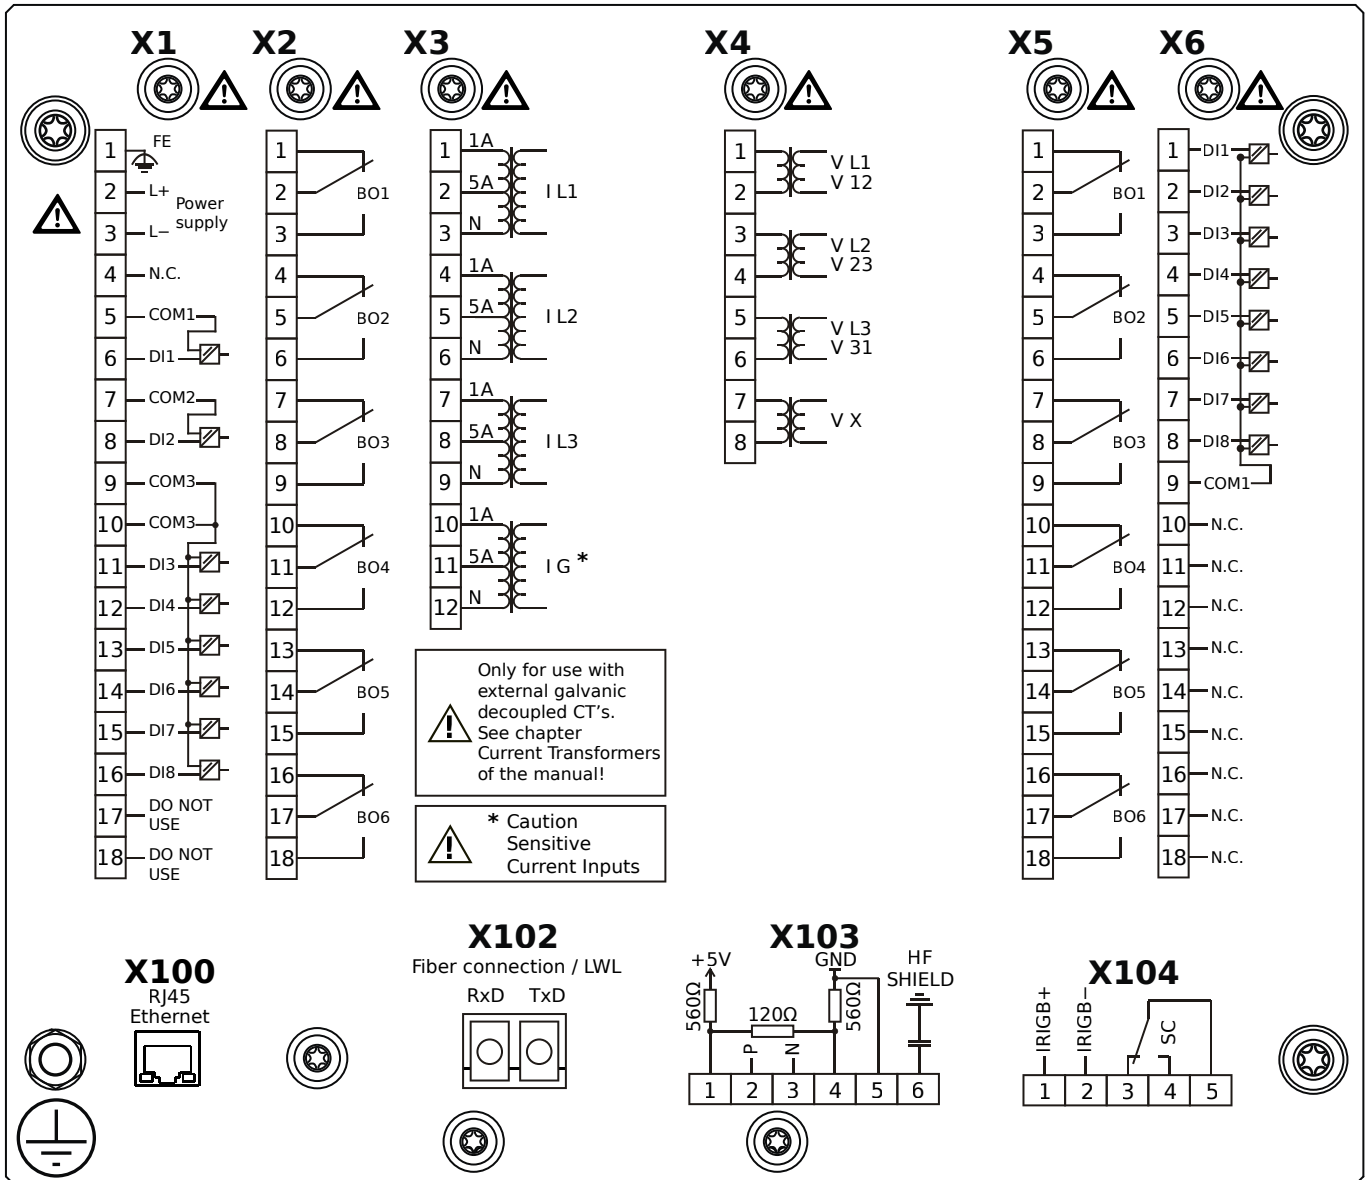 X1
X2
X3
X4
X5
X6
1
FE
2
L+
Power
supply
3
L−
4
N.C.
5
COM1
6
DI1
7
COM2
8
DI2
9
COM3
10
COM3
11
DI3
12
DI4
13
DI5
14
DI6
15
DI7
16
DI8
17
DO NOT
USE
18
DO NOT
USE
1
2
BO1
3
4
5
BO2
6
7
8
BO3
9
10
11
BO4
12
13
14
BO5
15
16
17
BO6
18
1
1A
2
5A
I L1
3
N
4
1A
5
5A
I L2
6
N
7
1A
8
5A
I L3
9
N
10
1A
11
5A
I G *
12
N
Only for use with
external galvanic
decoupled CT's.
See chapter
Current Transformers
of the manual!
* Caution
Sensitive
Current Inputs
1
2
V L1
V 12
3
4
V L2
V 23
5
6
V L3
V 31
7
8
V X
1
2
BO1
3
4
5
BO2
6
7
8
BO3
9
10
11
BO4
12
13
14
BO5
15
16
17
BO6
18
1
DI1
2
DI2
3
DI3
4
DI4
5
DI5
6
DI6
7
DI7
8
DI8
9
COM1
10
N.C.
11
N.C.
12
N.C.
13
N.C.
14
N.C.
15
N.C.
16
N.C.
17
N.C.
18
N.C.
X100
RJ45
Ethernet
X102
Fiber connection / LWL
RxD TxD
X103
+5V
GND
HF
SHIELD
560Ω
120Ω
560Ω
P
N
1 2 3 4 5 6
X104
IRIGB+
IRIGB−
SC
1 2 3 4 5